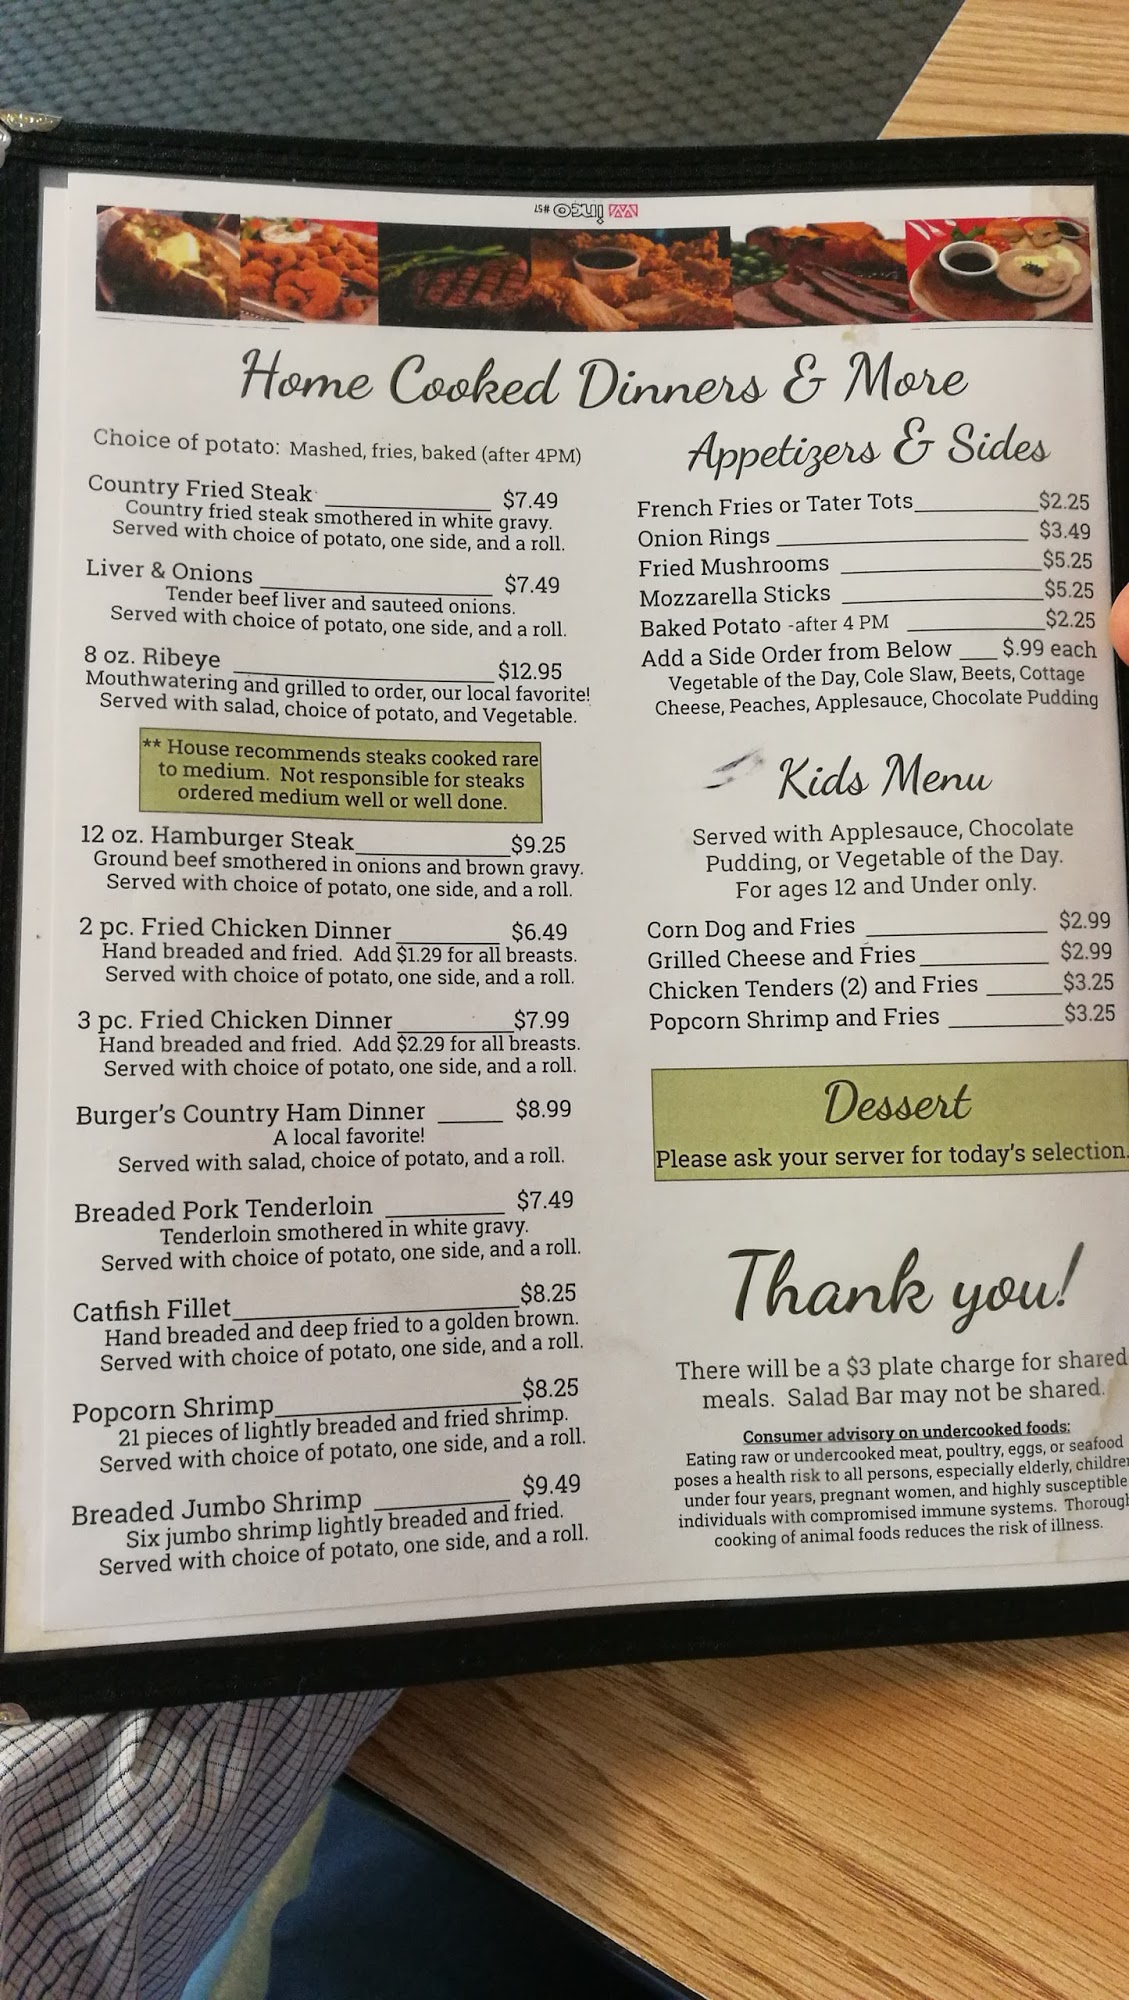 inko #57
Home Cooked Dinners & More
Choice of potato: Mashed, fries, baked (after 4PM)
Country Fried Steak $7.49
Country fried steak smothered in white gravy.
Served with choice of potato, one side, and a roll.
Liver & Onions $7.49
Tender beef liver and sauteed onions.
Served with choice of potato, one side, and a roll.
8 oz. Ribeye $12.95
Mouthwatering and grilled to order, our local favorite!
Served with salad, choice of potato, and Vegetable.
** House recommends steaks cooked rare
to medium. Not responsible for steaks
ordered medium well or well done.
12 oz. Hamburger Steak $9.25
Ground beef smothered in onions and brown gravy.
Served with choice of potato, one side, and a roll.
2 pc. Fried Chicken Dinner $6.49
Hand breaded and fried. Add $1.29 for all breasts.
Served with choice of potato, one side, and a roll.
3 pc. Fried Chicken Dinner $7.99
Hand breaded and fried. Add $2.29 for all breasts.
Served with choice of potato, one side, and a roll.
Burger's Country Ham Dinner $8.99
A local favorite!
Served with salad, choice of potato, and a roll.
Breaded Pork Tenderloin $7.49
Tenderloin smothered in white gravy.
Served with choice of potato, one side, and a roll.
Catfish Fillet $8.25
Hand breaded and deep fried to a golden brown.
Served with choice of potato, one side, and a roll.
Popcorn Shrimp $8.25
21 pieces of lightly breaded and fried shrimp.
Served with choice of potato, one side, and a roll.
Breaded Jumbo Shrimp $9.49
Six jumbo shrimp lightly breaded and fried.
Served with choice of potato, one side, and a roll.
Appetizers & Sides
French Fries or Tater Tots $2.25
Onion Rings $3.49
Fried Mushrooms $5.25
Mozzarella Sticks $5.25
Baked Potato -after 4 PM $2.25
Add a Side Order from Below $.99 each
Vegetable of the Day, Cole Slaw, Beets, Cottage
Cheese, Peaches, Applesauce, Chocolate Pudding
Kids Menu
Served with Applesauce, Chocolate
Pudding, or Vegetable of the Day.
For ages 12 and Under only.
Corn Dog and Fries $2.99
Grilled Cheese and Fries $2.99
Chicken Tenders (2) and Fries $3.25
Popcorn Shrimp and Fries $3.25
Dessert
Please ask your server for today's selection.
Thank you!
There will be a $3 plate charge for shared
meals. Salad Bar may not be shared.
Consumer advisory on undercooked foods:
Eating raw or undercooked meat, poultry, eggs, or seafood
poses a health risk to all persons, especially elderly, children
under four years, pregnant women, and highly susceptible
individuals with compromised immune systems. Thorough
cooking of animal foods reduces the risk of illness.